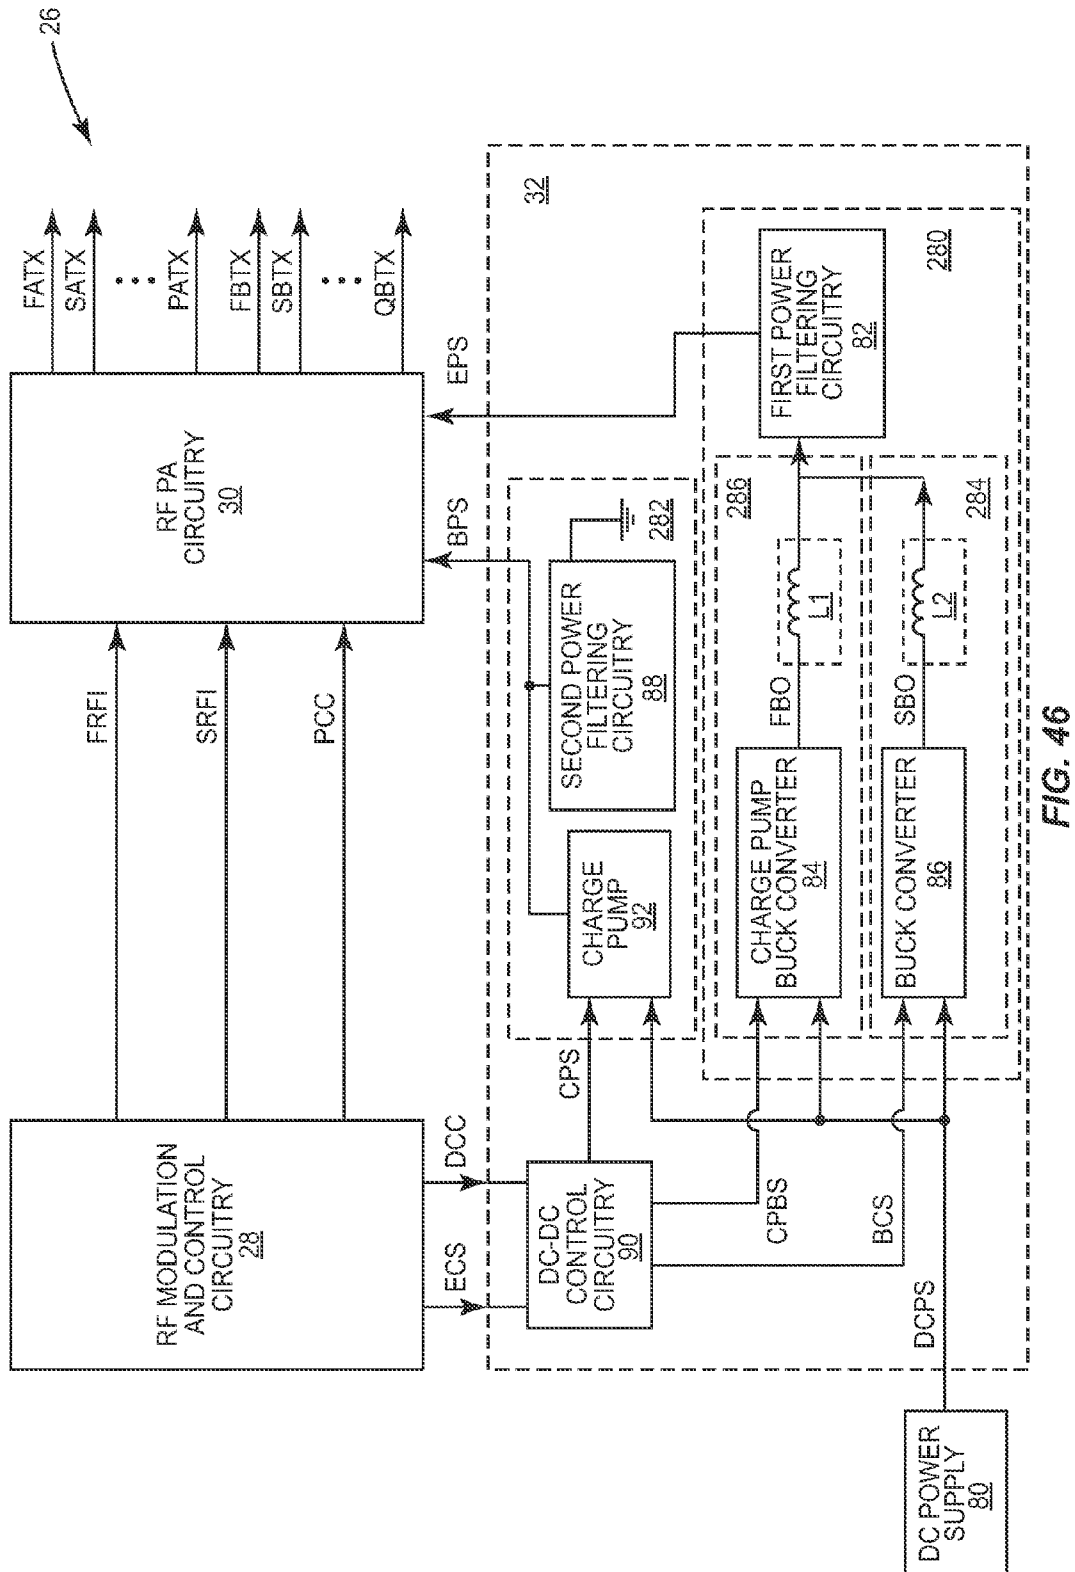 26
FATX
SATX
PATX
FBTX
SBTX
QBTX
RF MODULATION
AND CONTROL
CIRCUITRY
28
FRFI
SRFI
PCC
RF PA
CIRCUITRY
30
ECS
DCC
BPS
EPS
32
DC-DC
CONTROL
CIRCUITRY
90
CPS
CHARGE
PUMP
92
SECOND POWER
FILTERING
CIRCUITRY
88
282
CPBS
BCS
CHARGE PUMP
BUCK CONVERTER
84
FBO
L1
286
FIRST POWER
FILTERING
CIRCUITRY
82
280
BUCK CONVERTER
86
SBO
L2
284
DCPS
DC POWER
SUPPLY
80
FIG. 46